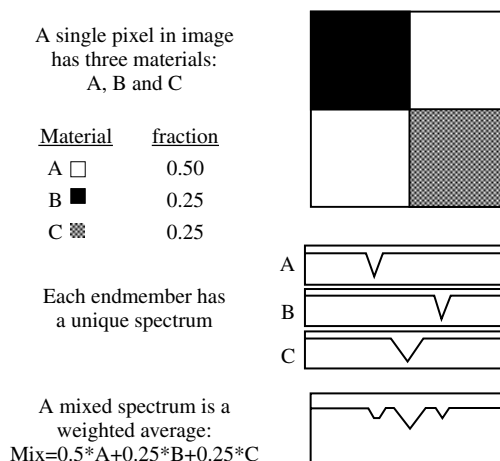 A single pixel in image
has three materials:
A, B and C
Material fraction
A 0.50
B 0.25
C 0.25
A
Each endmember has
a unique spectrum
B
C
A mixed spectrum is a
weighted average:
Mix=0.5*A+0.25*B+0.25*C